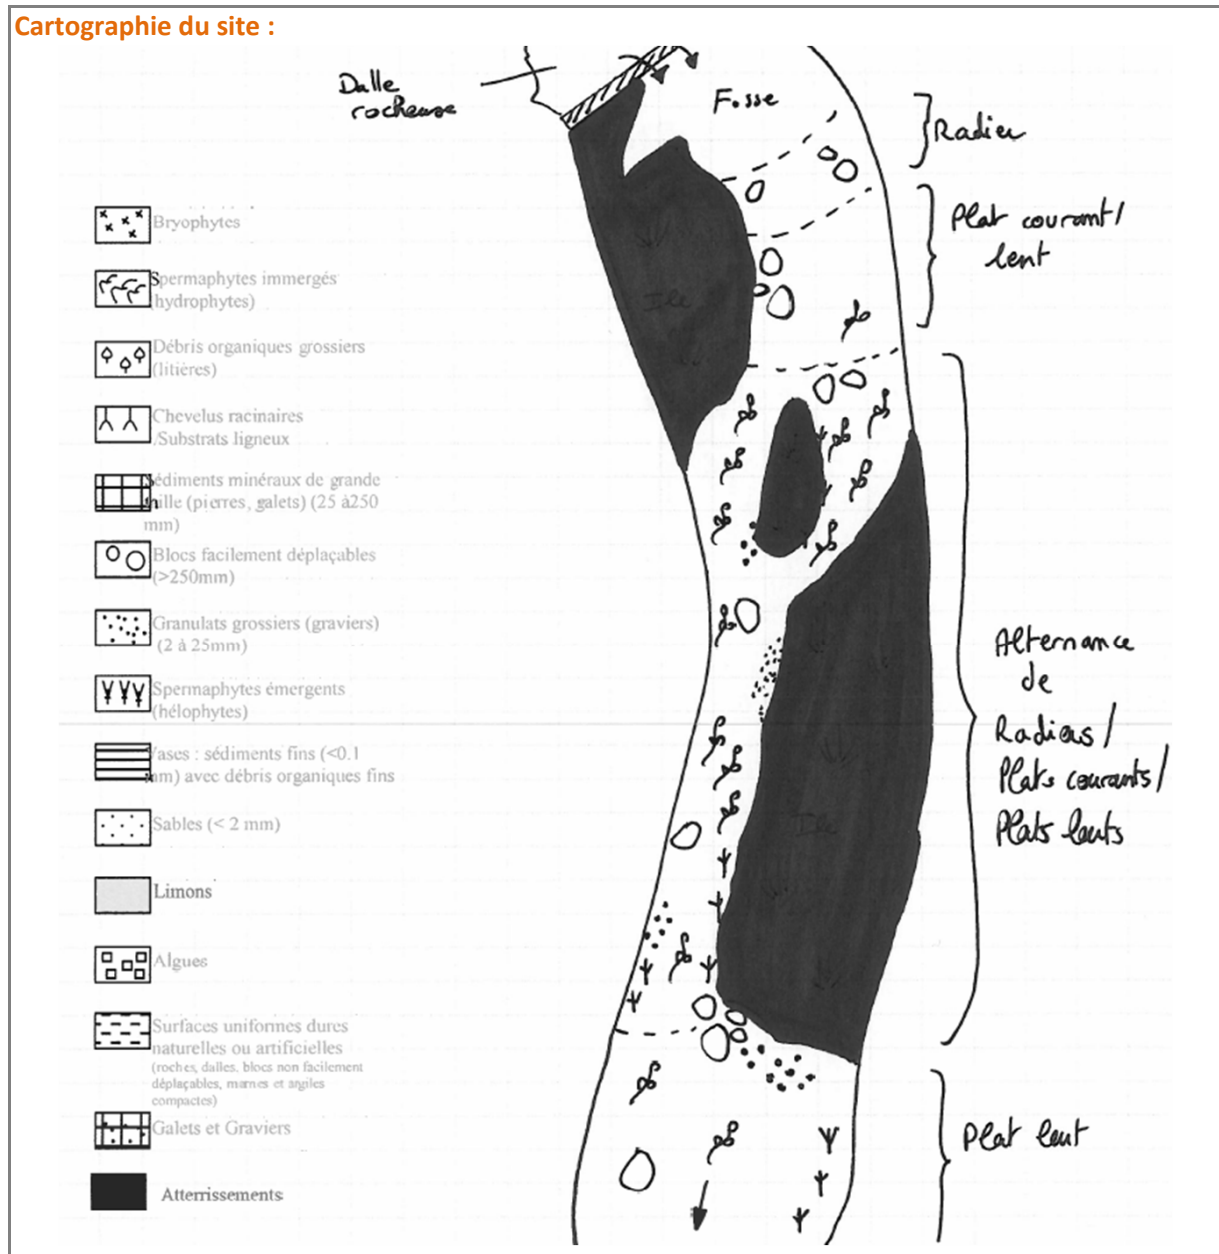 Cartographie du site :
Dalle
rocheuse
Fosse
Radier
Plat courant/
lent
Ile
Alternance
de
Radiers/
Plats courants/
Plats lents
Ile
Plat lent
Bryophytes
Spermaphytes immergés
(hydrophytes)
Débris organiques grossiers
(litières)
Chevelus racinaires
/Substrats ligneux
Sédiments minéraux de grande
taille (pierres, galets) (25 à250
mm)
Blocs facilement déplaçables
(>250mm)
Granulats grossiers (graviers)
(2 à 25mm)
Spermaphytes émergents
(hélophytes)
Vases : sédiments fins (<0.1
mm) avec débris organiques fins
Sables (< 2 mm)
Limons
Algues
Surfaces uniformes dures
naturelles ou artificielles
(roches, dalles, blocs non facilement
déplaçables, marnes et argiles
compactes)
Galets et Graviers
Atterrissements